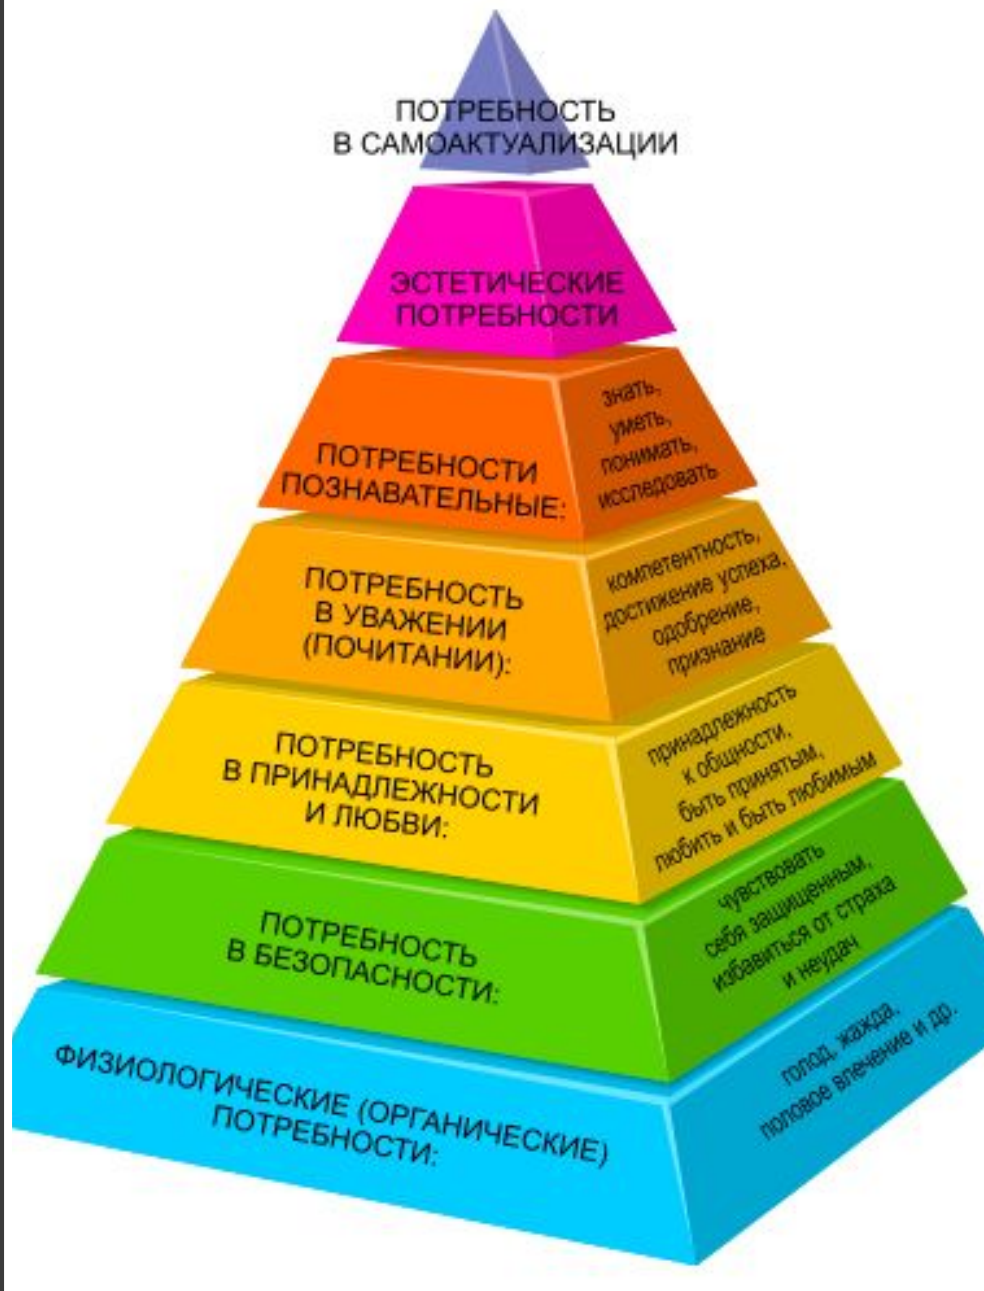 ПОТРЕБНОСТЬ
В САМОАКТУАЛИЗАЦИИ
ЭСТЕТИЧЕСКИЕ
ПОТРЕБНОСТИ
ПОТРЕБНОСТИ
ПОЗНАВАТЕЛЬНЫЕ:
знать,
уметь,
понимать,
исследовать
ПОТРЕБНОСТЬ
В УВАЖЕНИИ
(ПОЧИТАНИИ):
компетентность,
достижение успеха,
одобрение,
признание
ПОТРЕБНОСТЬ
В ПРИНАДЛЕЖНОСТИ
И ЛЮБВИ:
принадлежность
к общности,
быть принятым,
любить и быть любимым
ПОТРЕБНОСТЬ
В БЕЗОПАСНОСТИ:
чувствовать
себя защищенным,
избавиться от страха
и неудач
ФИЗИОЛОГИЧЕСКИЕ (ОРГАНИЧЕСКИЕ)
ПОТРЕБНОСТИ:
голод, жажда,
половое влечение и др.